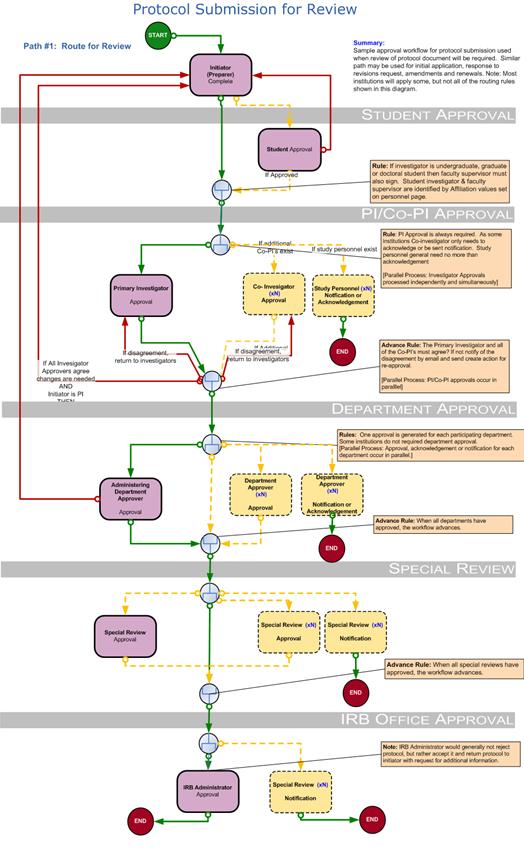 Protocol Submission for Review
START
Path #1:  Route for Review
Summary:
Sample approval workflow for protocol submission used
when review of protocol document will be required.  Similar
path may be used for initial application, response to
revisions request, amendments and renewals. Note: Most
institutions will apply some, but not all of the routing rules
shown in this diagram.
Initiator
(Preparer)
Complete
STUDENT APPROVAL
Student Approval
If Approved
Rule: If investigator is undergraduate, graduate
or doctoral student then faculty supervisor must
also sign.  Student investigator & faculty
supervisor are identified by Affiliation values set
on personnel page.
PI/CO-PI APPROVAL
Rule:  PI Approval is always required.  As some
institutions Co-investigator only needs to
acknowledge or be sent notification.  Study
personnel general need no more than
acknowledgement
[Parallel Process: Investigator Approvals
processed independently and simultaneously]
If additional
Co-PI's exist
If study personnel exist
Primary Investigator
Approval
Co- Invesigator
(xN)
Approval
Study Personnel (xN)
Notification or
Acknowledgement
END
If disagreement,
return to investigators
If Additional
If disagreement,
return to investigators
Advance Rule: The Primary Investigator and all
of the Co-PI's must agree? If not notify of the
disagreement by email and send create action for
re-approval.
[Parallel Process: PI/Co-PI approvals occur in
parallel]
If All Invesigator
Approvers agree
changes are needed
AND
Initiator is PI
THEN
DEPARTMENT APPROVAL
Rules:  One approval is generated for each participating department.
Some institutions do not required department approval.
[Parallel Process: Approval, acknowledgement or notification for each
department occur in parallel.]
Administering
Department
Approver
Approval
Department
Approver
(xN)
Approval
Department
Approver
(xN)
Notification or
Acknowledgement
END
Advance Rule: When all departments have
approved, the workflow advances.
SPECIAL REVIEW
Special Review
Approval
Special Review (xN)
Approval
Special Review (xN)
Notification
END
Advance Rule: When all special reviews have
approved, the workflow advances.
IRB OFFICE APPROVAL
Note: IRB Administrator would generally not reject
protocol, but rather accept it and return protocol to
initiator with request for additional information.
IRB Administrator
Approval
Special Review (xN)
Notification
END
END